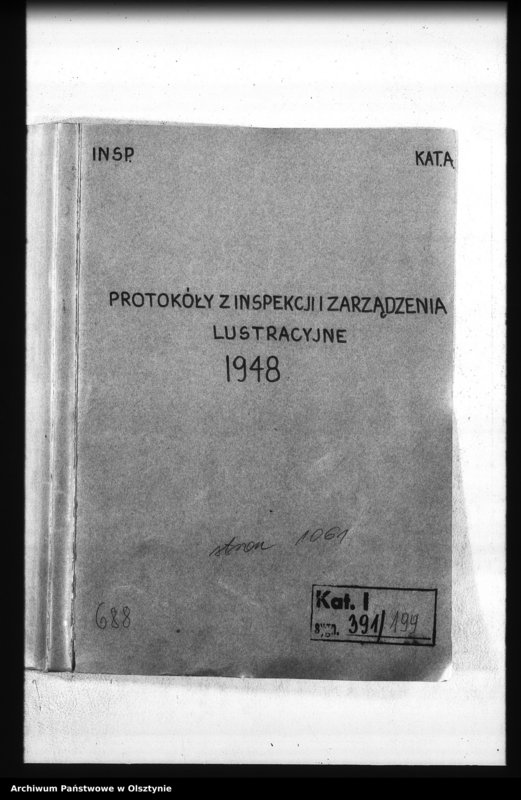 INSP. KAT.A
PROTOKÓŁY Z INSPEKCJI I ZARZĄDZENIA
LUSTRACYJNE
1948
stron 1061
688
Kat. I
391/199
Archiwum Państwowe w Olsztynie